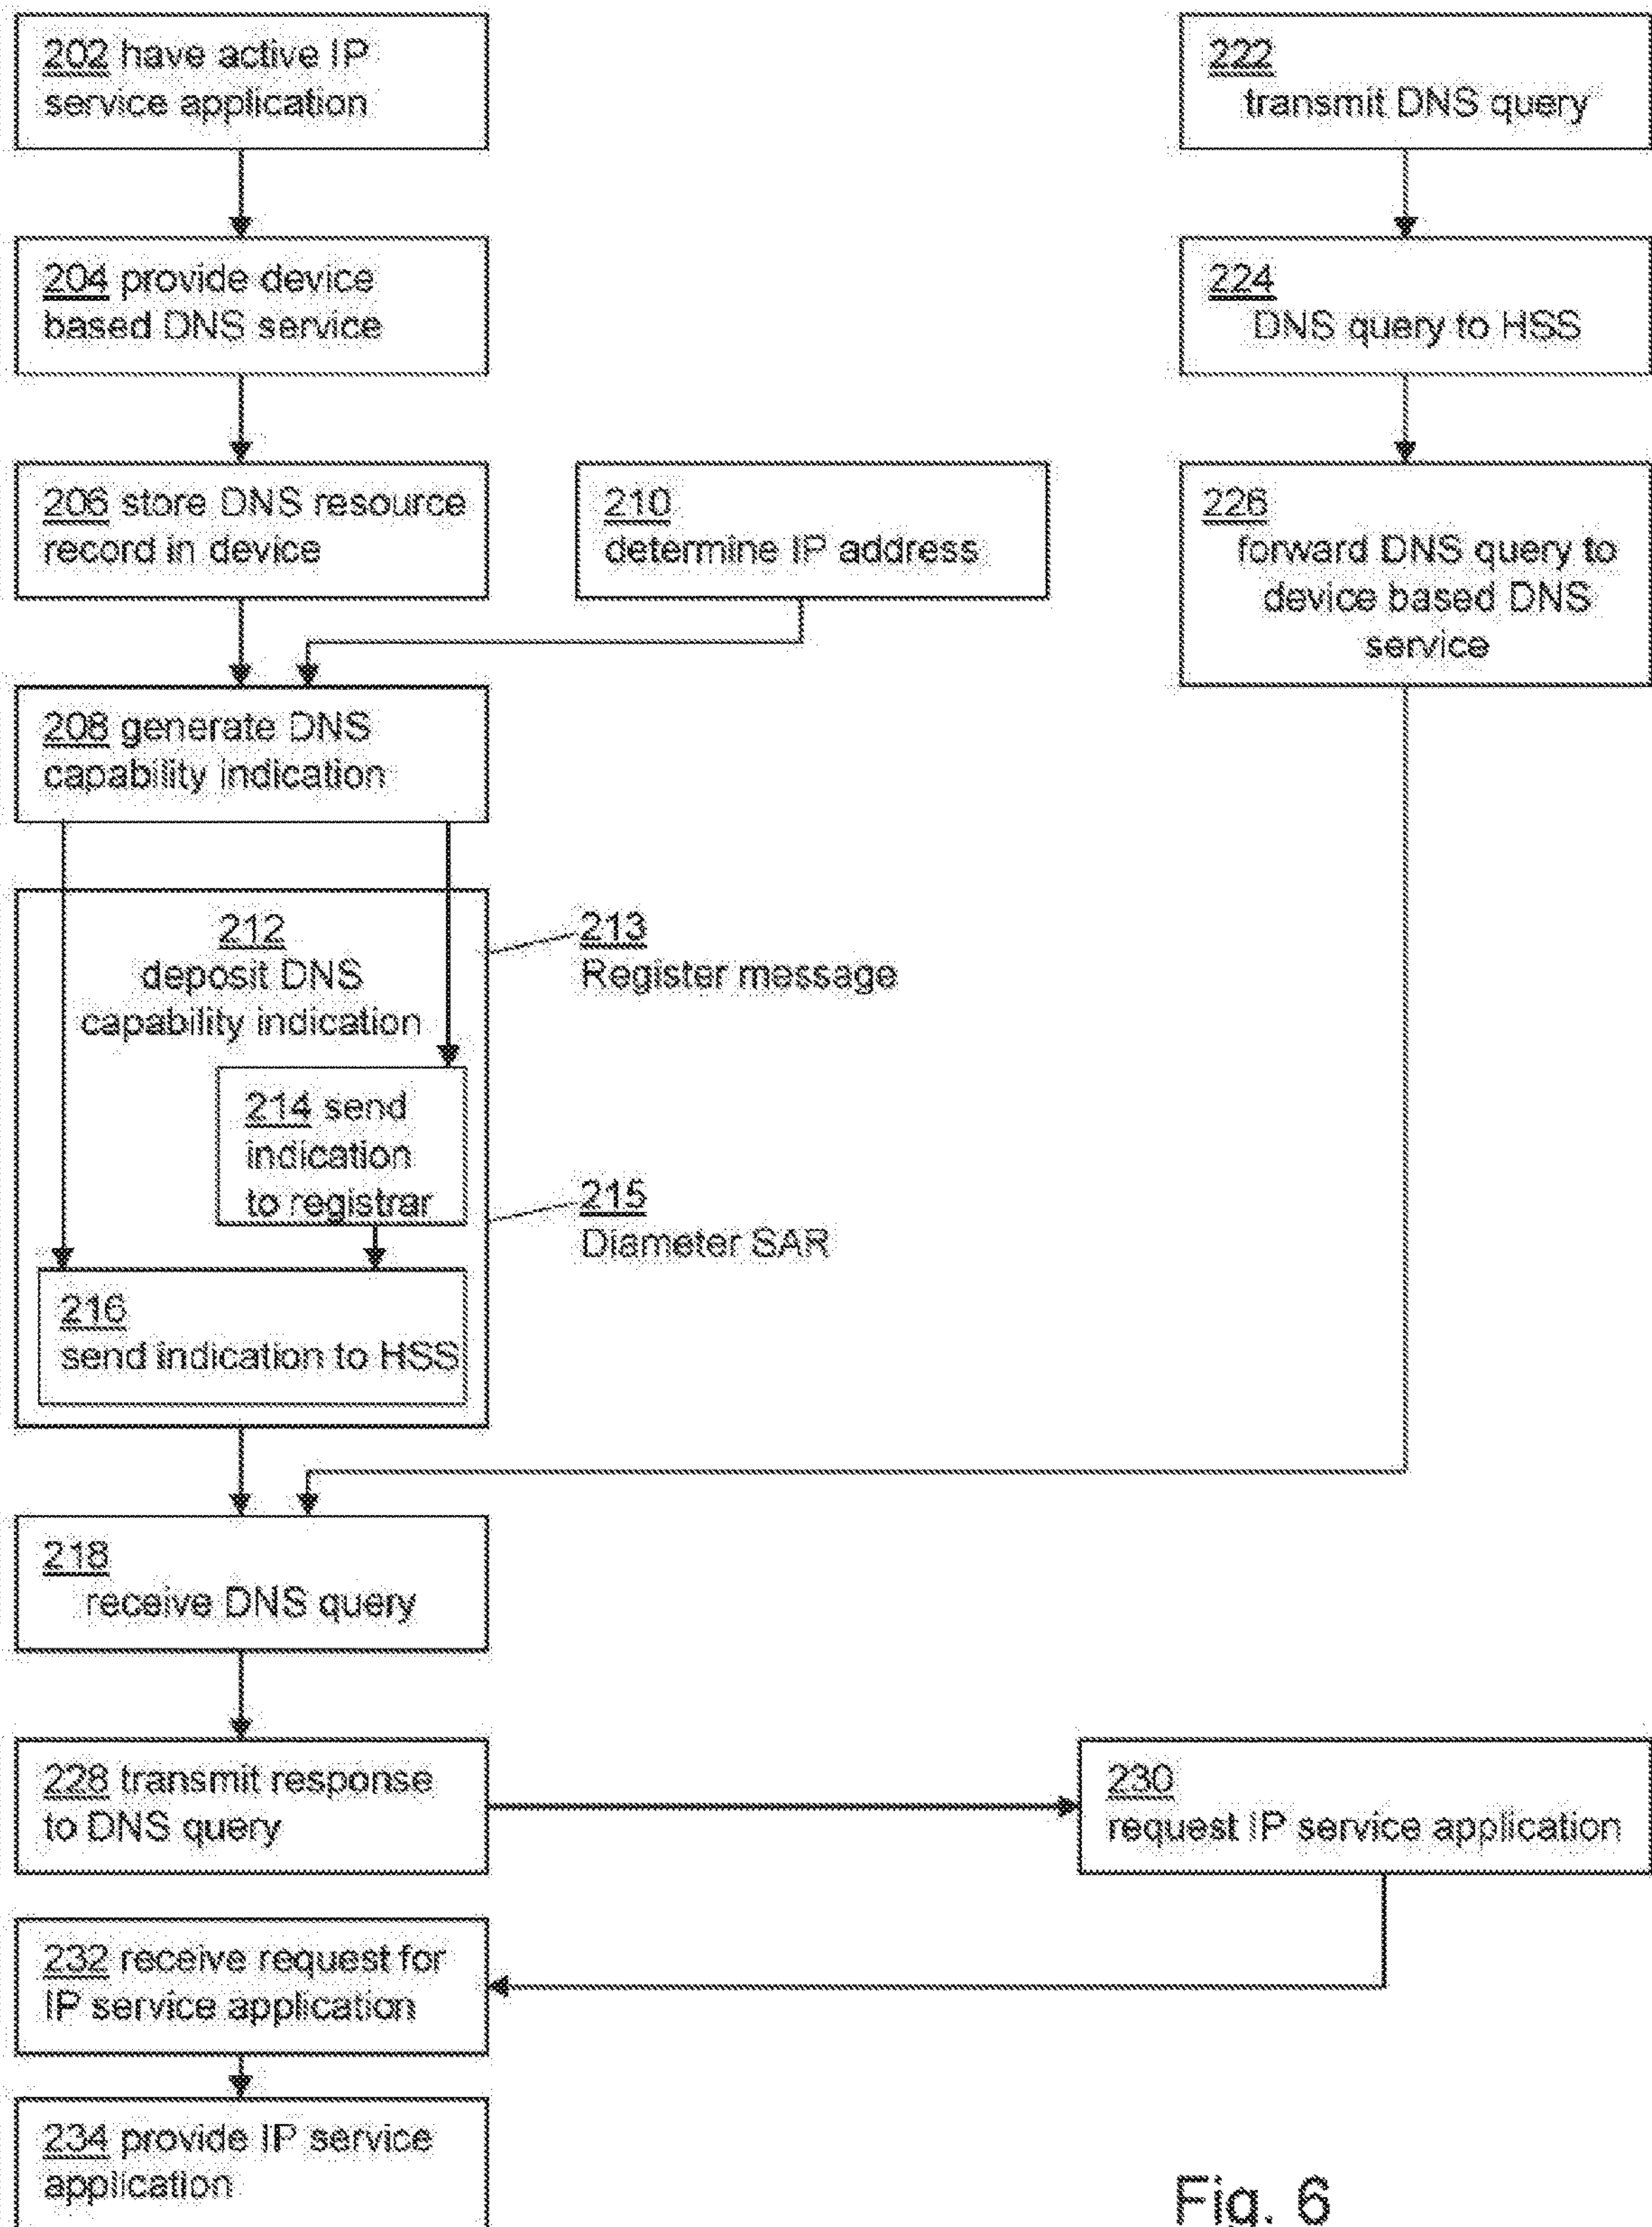 202 have active IP
service application
222
transmit DNS query
204 provide device
based DNS service
224
DNS query to HSS
206 store DNS resource
record in device
210
determine IP address
226
forward DNS query to
device based DNS
service
208 generate DNS
capability indication
212
deposit DNS
capability indication
213
Register message
214 send
indication
to registrar
215
Diameter SAR
216
send indication to HSS
218
receive DNS query
228 transmit response
to DNS query
230
request IP service application
232 receive request for
IP service application
234 provide IP service
application
Fig. 6